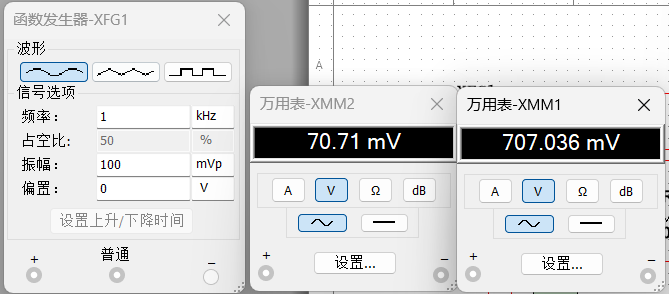 函数发生器-XFG1
波形
信号选项
频率： 1 kHz
占空比: 50 %
振幅： 100 mVp
偏置： 0 V
设置上升/下降时间
+ 普通 −
万用表-XMM2
70.71 mV
A V Ω dB
+ −
设置...
万用表-XMM1
707.036 mV
A V Ω dB
+ −
设置...
A